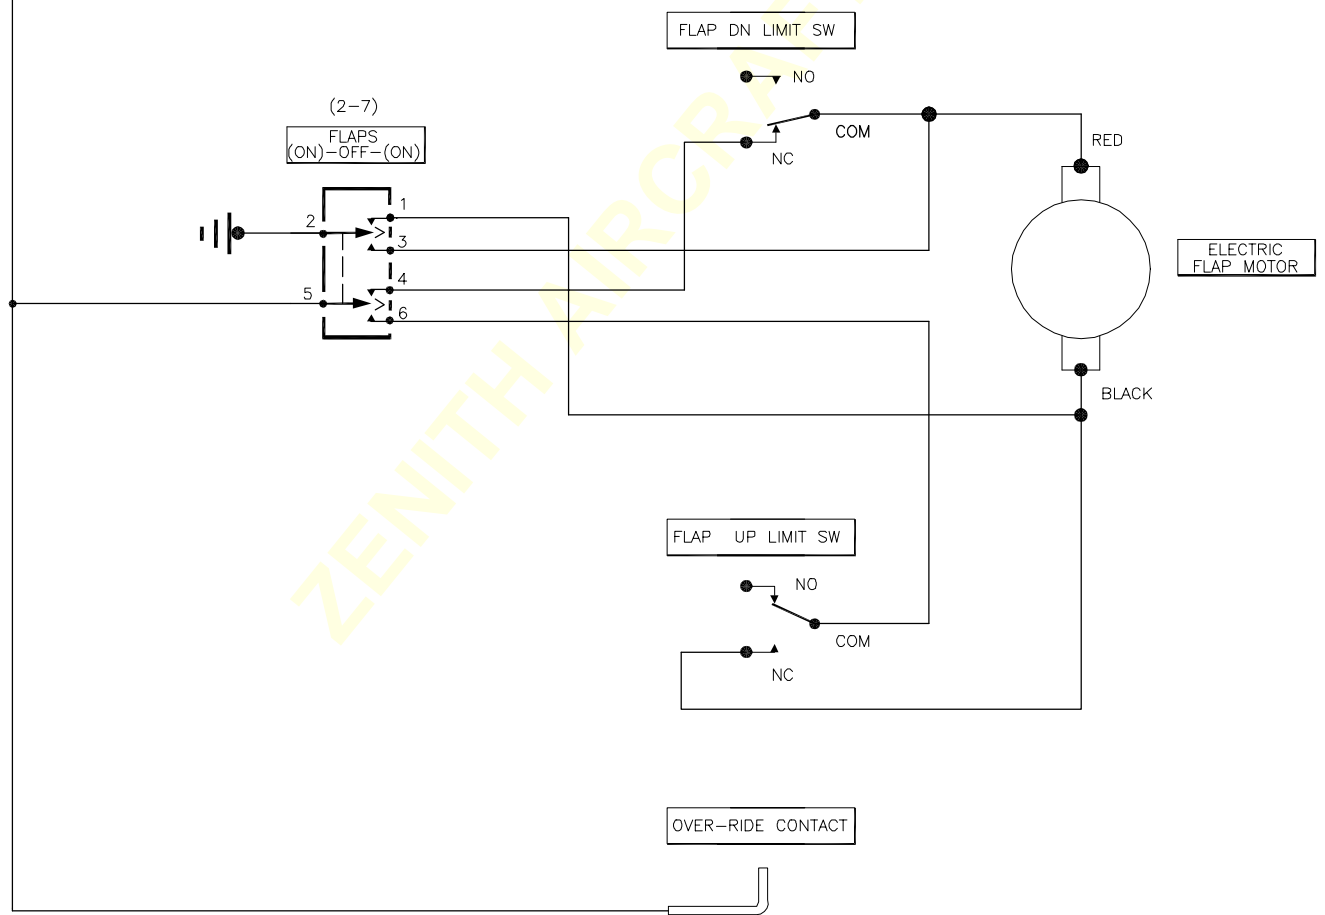 FLAP DN LIMIT SW
NO
COM
NC
(2-7)
FLAPS
(ON)-OFF-(ON)
1
2
3
4
5
6
RED
ELECTRIC
FLAP MOTOR
BLACK
FLAP UP LIMIT SW
NO
COM
NC
OVER-RIDE CONTACT
ZENITH AIRCRAF